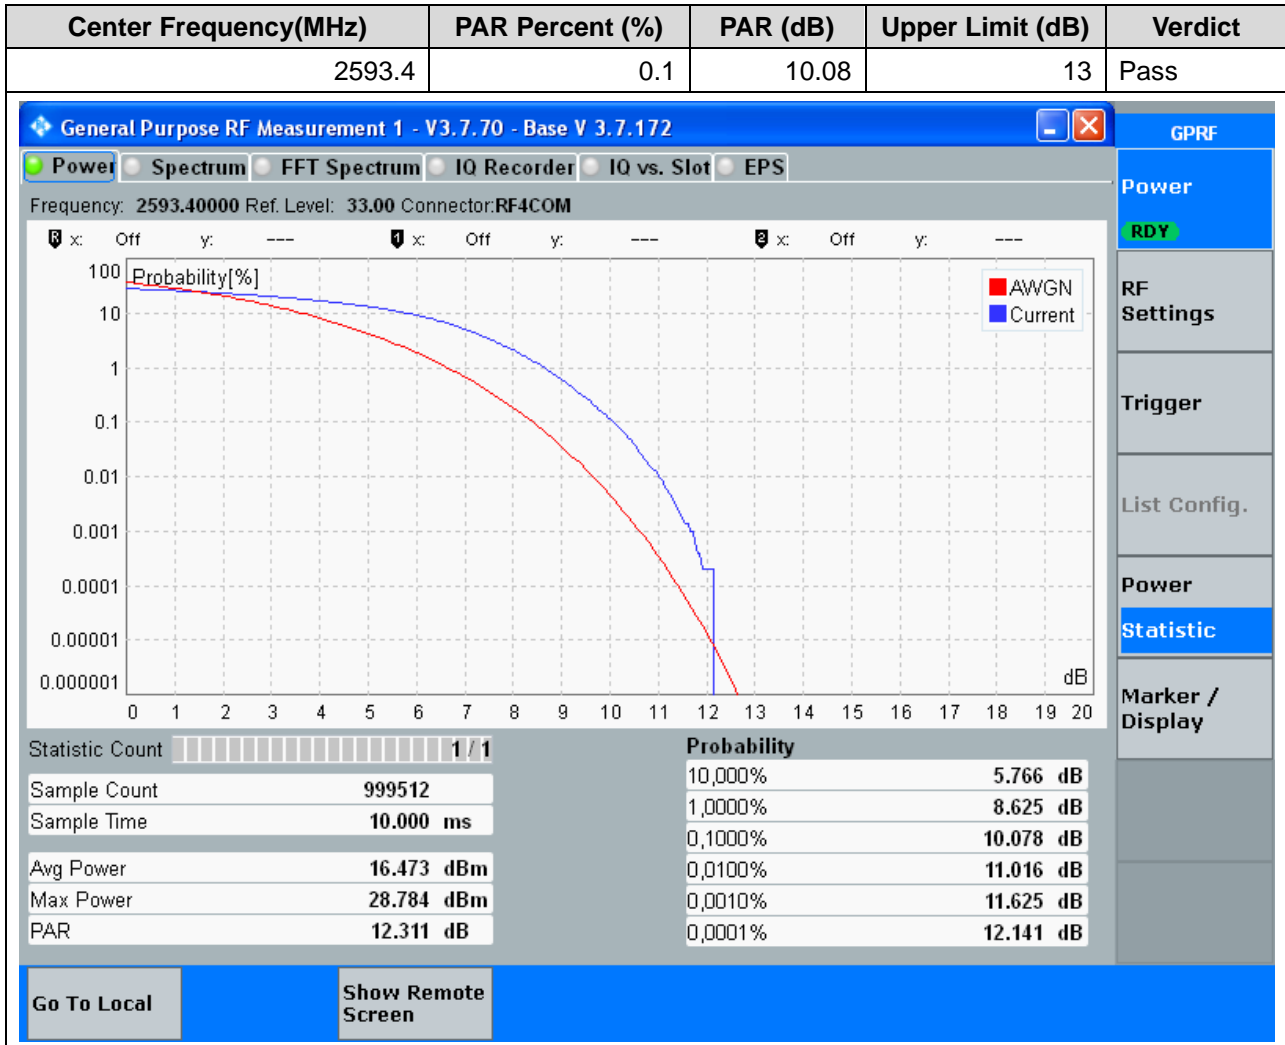 Center Frequency(MHz) PAR Percent (%) PAR (dB) Upper Limit (dB) Verdict
2593.4 0.1 10.08 13 Pass
General Purpose RF Measurement 1 - V3.7.70 - Base V 3.7.172
GPRF
Power Spectrum FFT Spectrum IQ Recorder IQ vs. Slot EPS
Frequency: 2593.40000 Ref. Level: 33.00 Connector:RF4COM
R x: Off y: --- 1 x: Off y: --- 2 x: Off y: ---
Probability[%]
AWGN
Current
100
10
1
0.1
0.01
0.001
0.0001
0.00001
0.000001
dB
0 1 2 3 4 5 6 7 8 9 10 11 12 13 14 15 16 17 18 19 20
Statistic Count 1 / 1
Sample Count 999512
Sample Time 10.000 ms
Avg Power 16.473 dBm
Max Power 28.784 dBm
PAR 12.311 dB
Probability
10,000% 5.766 dB
1,0000% 8.625 dB
0,1000% 10.078 dB
0,0100% 11.016 dB
0,0010% 11.625 dB
0,0001% 12.141 dB
Power
RDY
RF
Settings
Trigger
List Config.
Power
Statistic
Marker /
Display
Go To Local
Show Remote
Screen